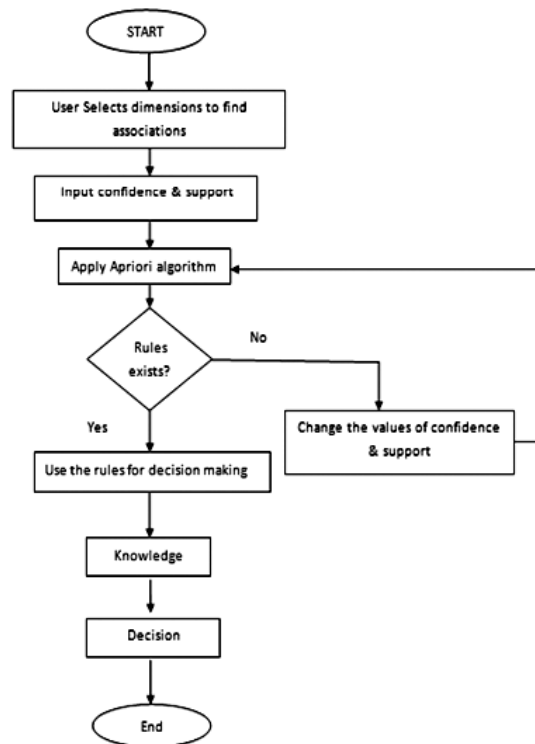 START
User Selects dimensions to find
associations
Input confidence & support
Apply Apriori algorithm
Rules
exists?
No
Yes
Change the values of confidence
& support
Use the rules for decision making
Knowledge
Decision
End